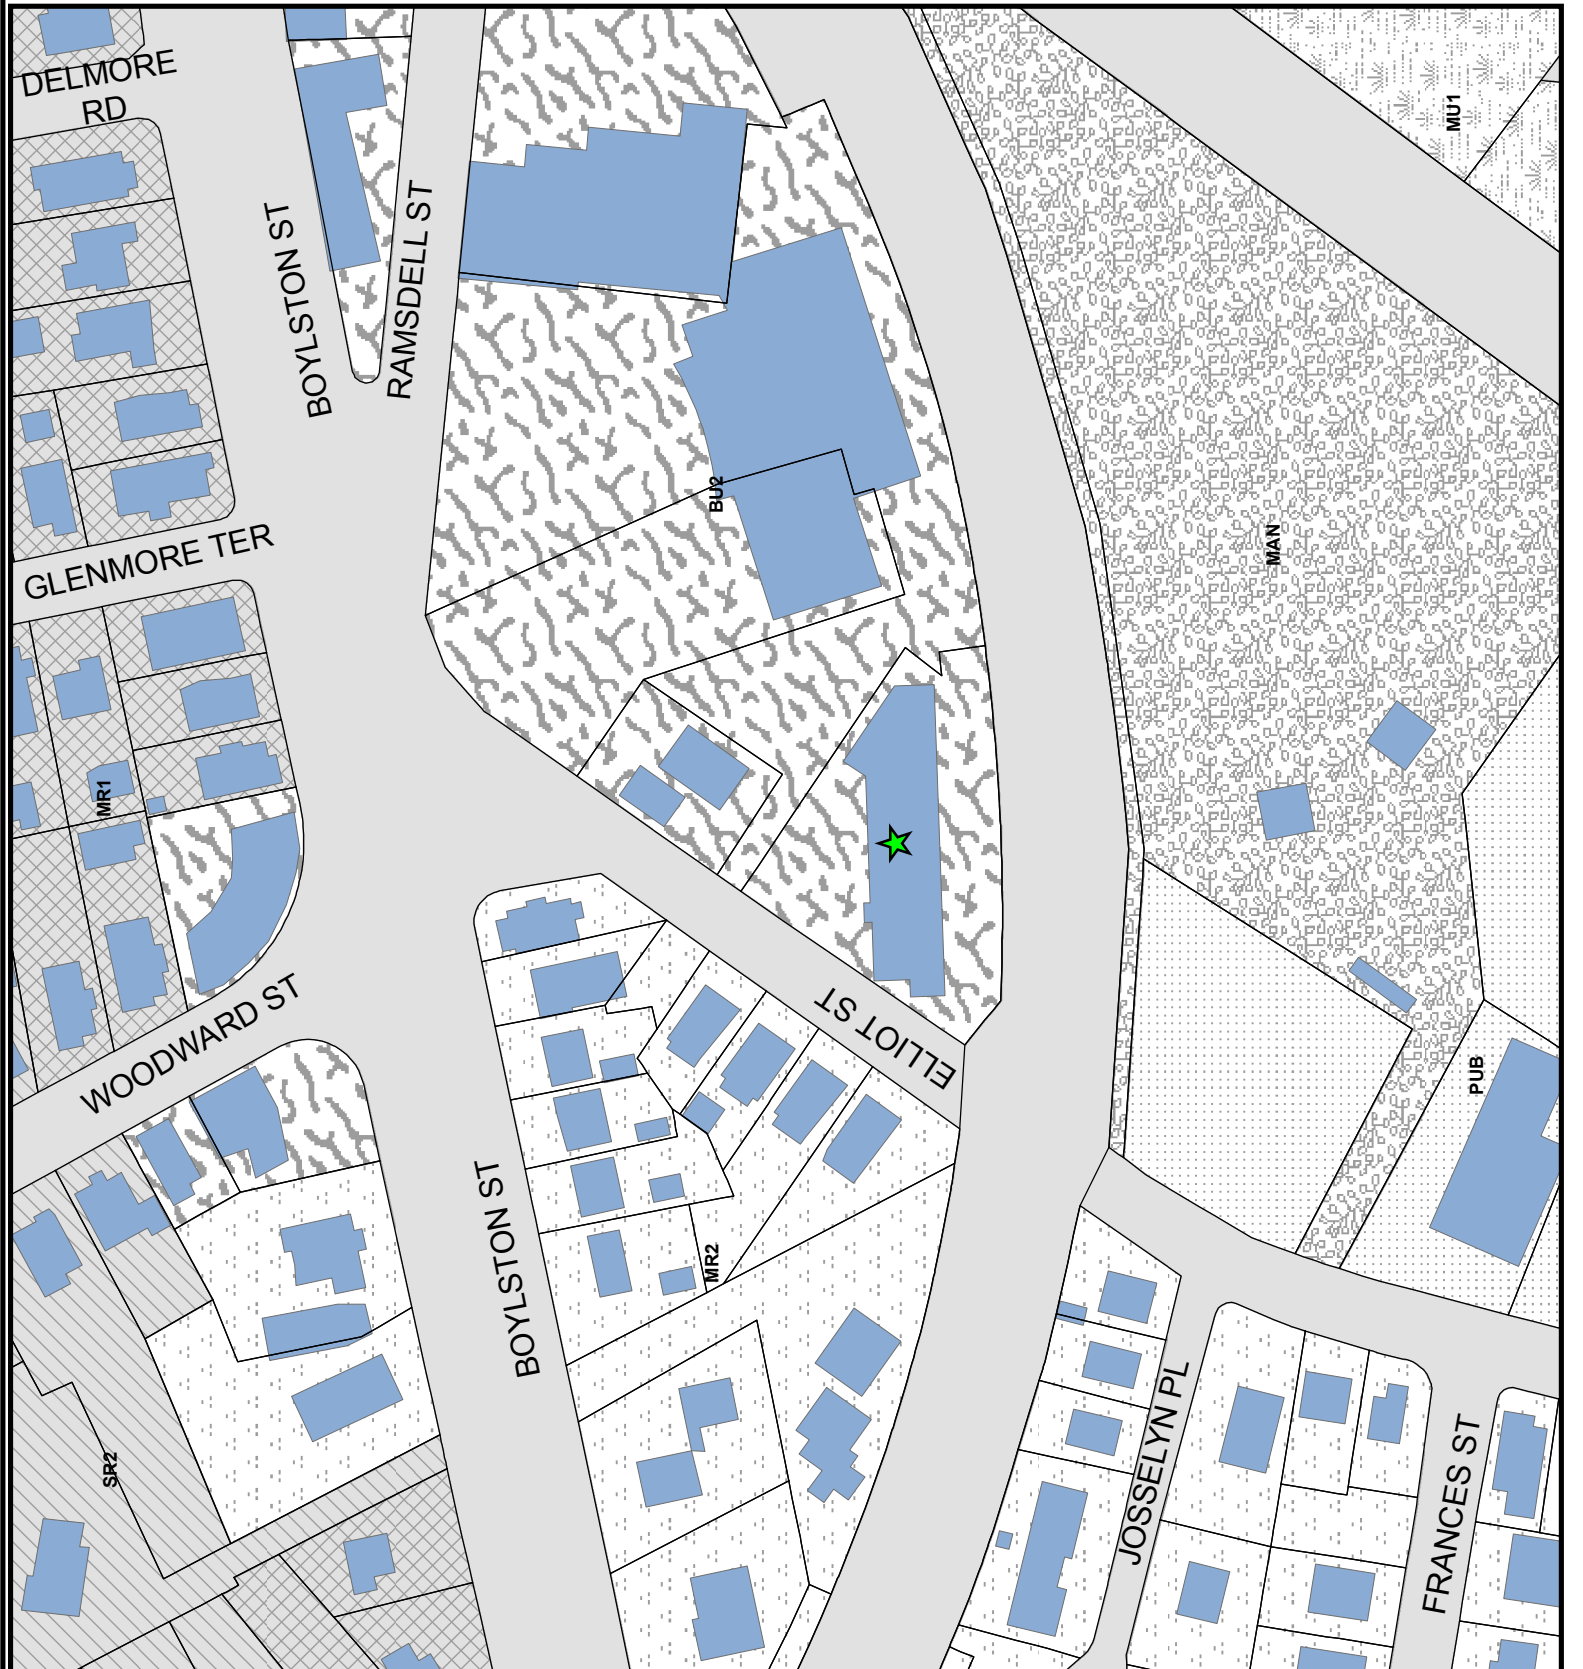 DELMORE
RD
MU1
BOYLSTON ST
RAMSDELL ST
BU2
MAN
GLENMORE TER
MR1
WOODWARD ST
ELLIOT ST
PUB
BOYLSTON ST
MR2
SR2
JOSSELYN PL
FRANCES ST